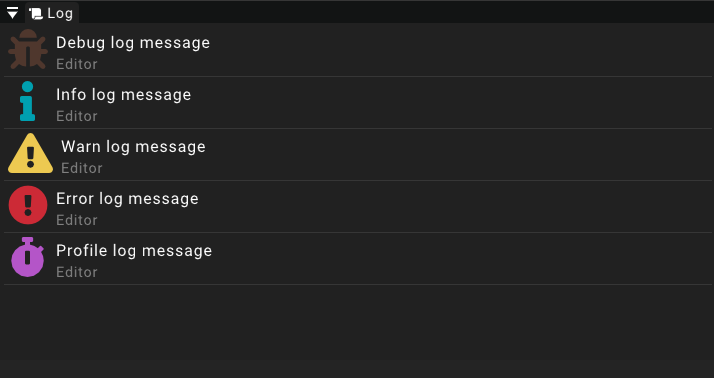 Log
Debug log message
Editor
Info log message
Editor
Warn log message
Editor
Error log message
Editor
Profile log message
Editor